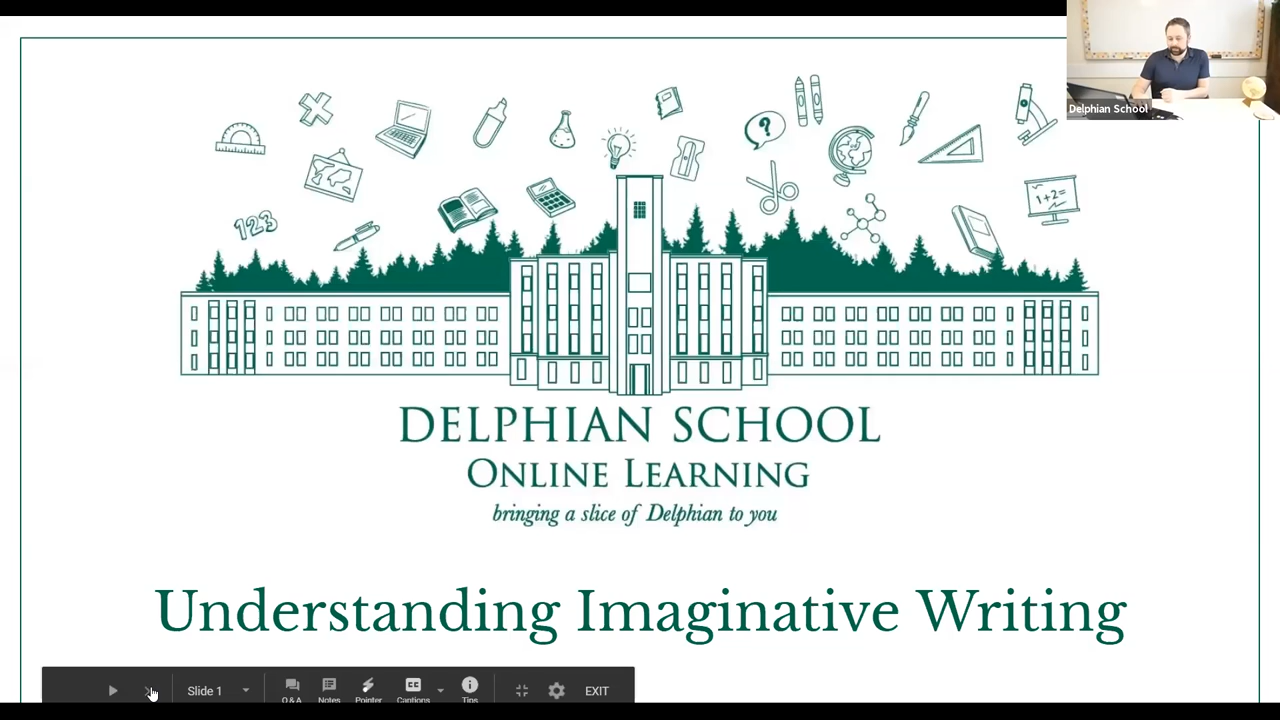 Delphian School
?
123
1+2=
DELPHIAN SCHOOL
ONLINE LEARNING
bringing a slice of Delphian to you
Understanding Imaginative Writing
Slide 1
Q & A
Notes
Pointer
CC
Captions
Tips
EXIT